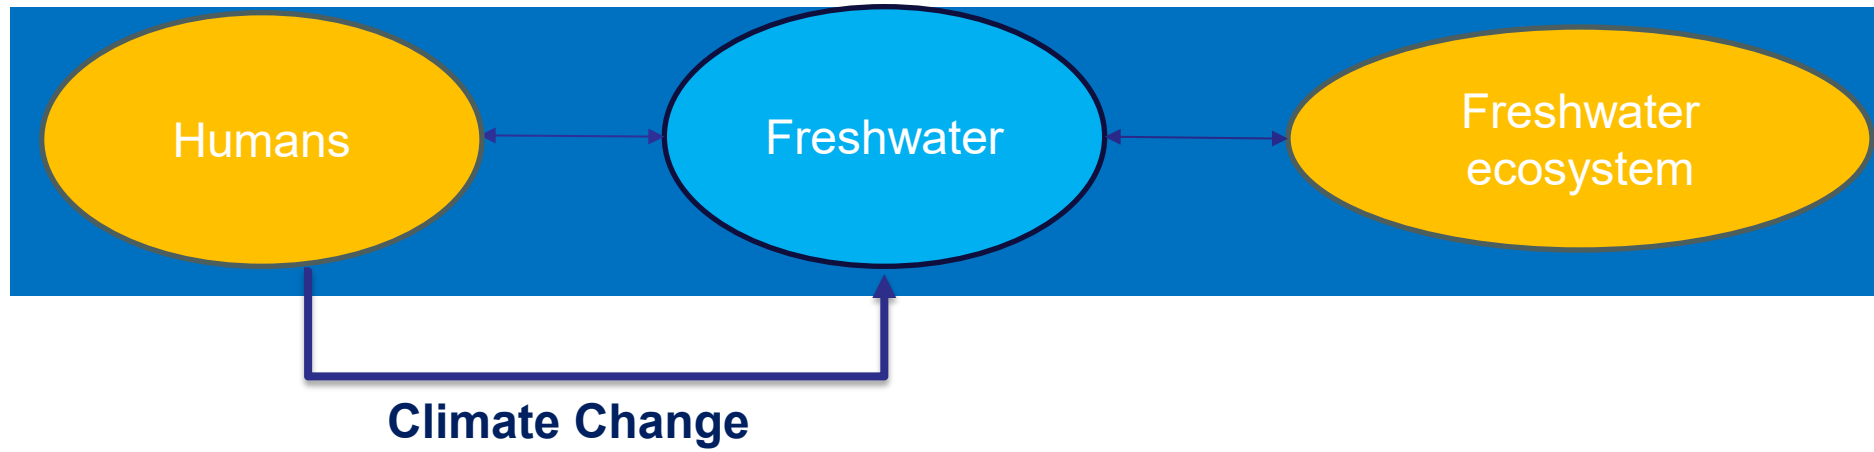 Humans
Freshwater
Freshwater
ecosystem
Climate Change